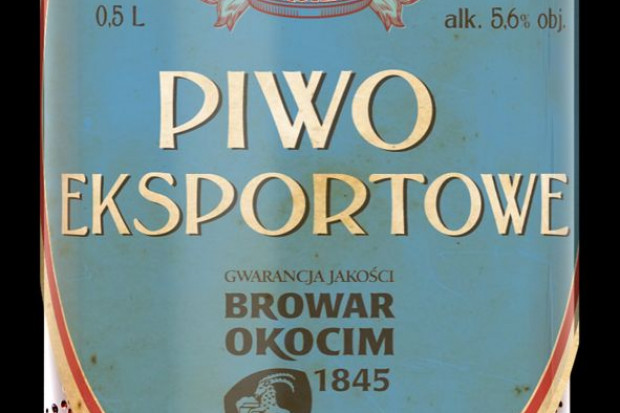 0,5 L
alk. 5,6% obj.
PIWO
EKSPORTOWE
GWARANCJA JAKOŚCI
BROWAR
OKOCIM
1845